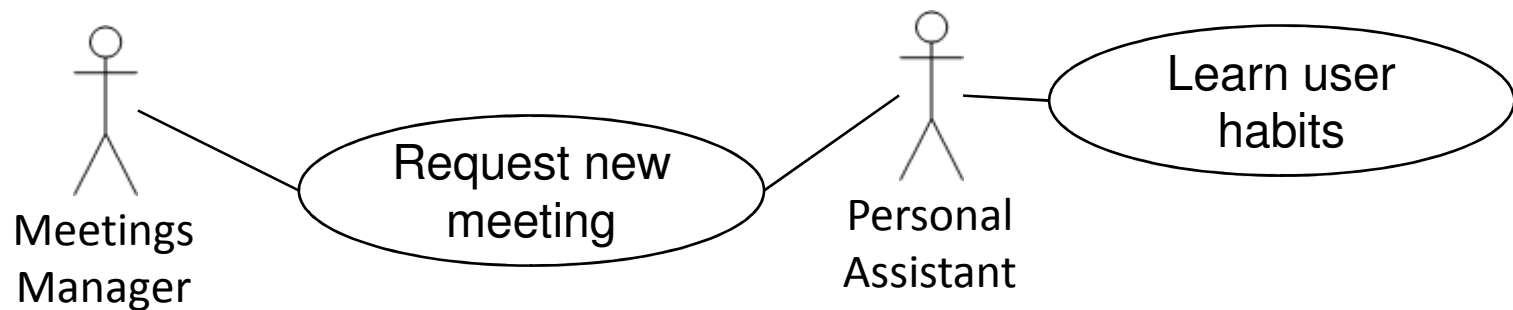 Meetings
Manager
Request new
meeting
Personal
Assistant
Learn user
habits